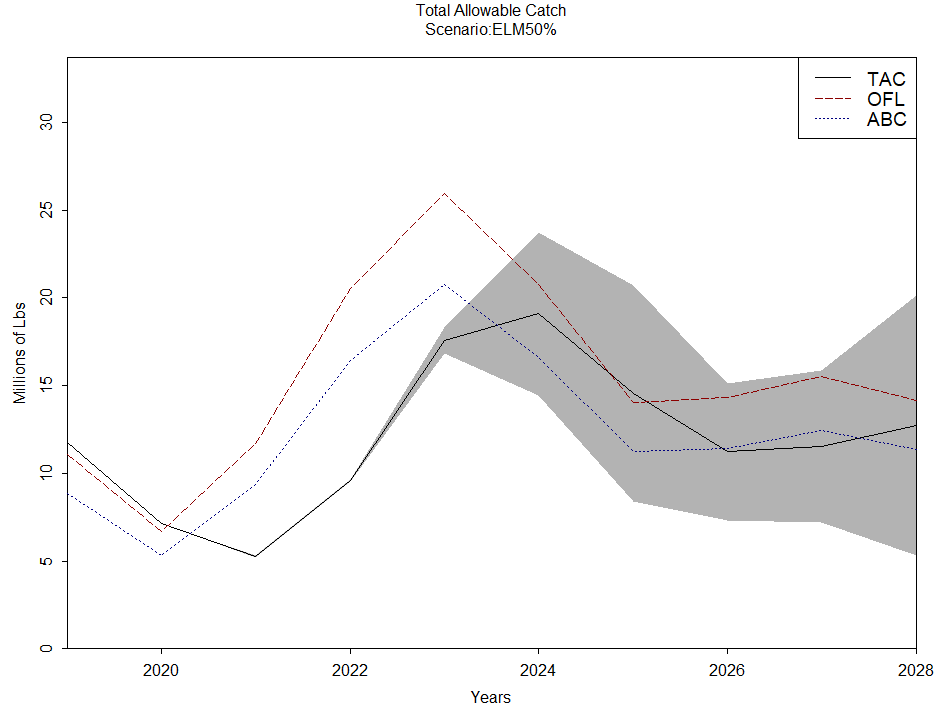 Total Allowable Catch
Scenario:ELM50%
TAC
OFL
ABC
Millions of Lbs
30
25
20
15
10
5
0
2020 2022 2024 2026 2028
Years